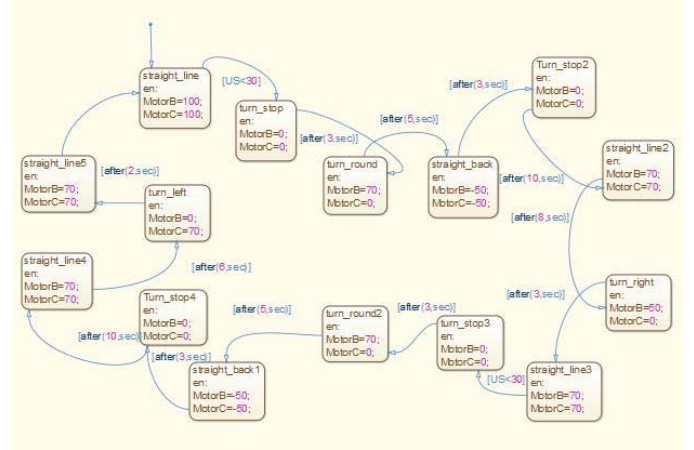 straight_line
en:
MotorB=100;
MotorC=100;
[US<30]
turn_stop
en:
MotorB=0;
MotorC=0;
[after(3,sec)]
turn_round
en:
MotorB=70;
MotorC=0;
[after(5,sec)]
straight_back
en:
MotorB=-50;
MotorC=-50;
[after(3,sec)]
Turn_stop2
en:
MotorB=0;
MotorC=0;
[after(10,sec)]
straight_line2
en:
MotorB=70;
MotorC=70;
[after(8,sec)]
turn_right
en:
MotorB=50;
MotorC=0;
[after(3,sec)]
straight_line3
en:
MotorB=70;
MotorC=70;
[US<30]
turn_stop3
en:
MotorB=0;
MotorC=0;
[after(3,sec)]
turn_round2
en:
MotorB=70;
MotorC=0;
[after(5,sec)]
straight_back1
en:
MotorB=-50;
MotorC=-50;
[after(3,sec)]
Turn_stop4
en:
MotorB=0;
MotorC=0;
[after(10,sec)]
straight_line4
en:
MotorB=70;
MotorC=70;
[after(6,sec)]
turn_left
en:
MotorB=0;
MotorC=70;
[after(2,sec)]
straight_line5
en:
MotorB=70;
MotorC=70;